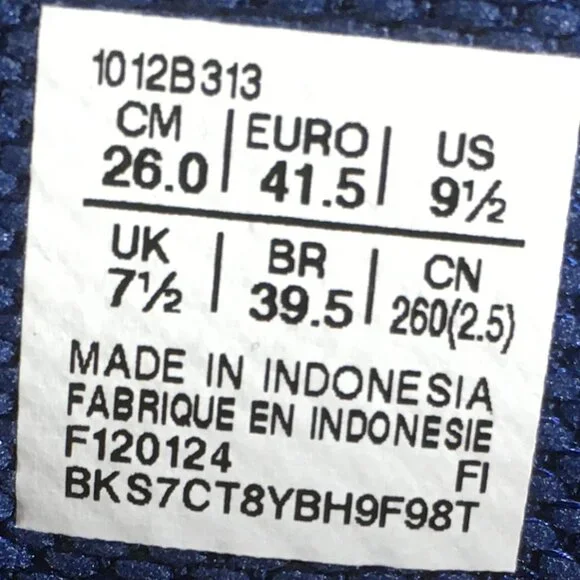 1012B313
CM | EURO | US
26.0 | 41.5 | 9½
UK | BR | CN
7½ | 39.5 | 260(2.5)
MADE IN INDONESIA
FABRIQUE EN INDONESIE
F120124 FI
BKS7CT8YBH9F98T